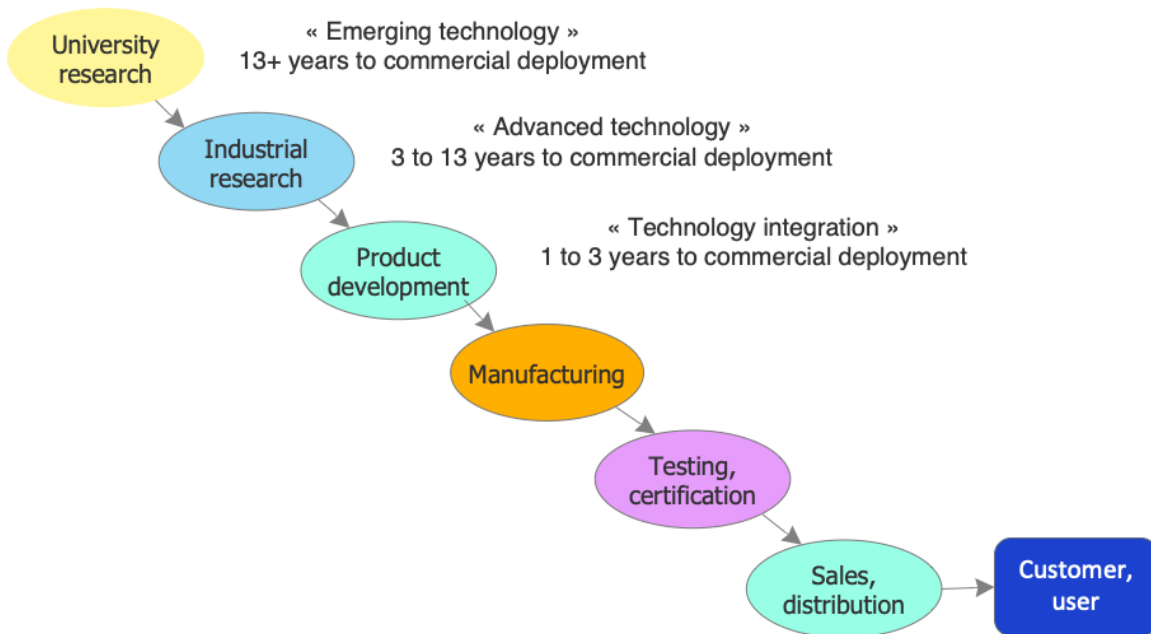 University
research
« Emerging technology »
13+ years to commercial deployment
Industrial
research
« Advanced technology »
3 to 13 years to commercial deployment
Product
development
« Technology integration »
1 to 3 years to commercial deployment
Manufacturing
Testing,
certification
Sales,
distribution
Customer,
user